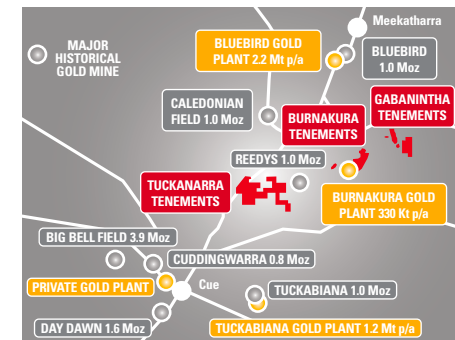 Meekatharra
MAJOR
HISTORICAL
GOLD MINE
BLUEBIRD GOLD
PLANT 2.2 Mt p/a
BLUEBIRD
1.0 Moz
CALEDONIAN
FIELD 1.0 Moz
BURNAKURA
TENEMENTS
GABANINTHA
TENEMENTS
REEDYS 1.0 Moz
TUCKANARRA
TENEMENTS
BURNAKURA GOLD
PLANT 330 Kt p/a
BIG BELL FIELD 3.9 Moz
CUDDINGWARRA 0.8 Moz
PRIVATE GOLD PLANT
Cue
TUCKABIANA 1.0 Moz
DAY DAWN 1.6 Moz
TUCKABIANA GOLD PLANT 1.2 Mt p/a